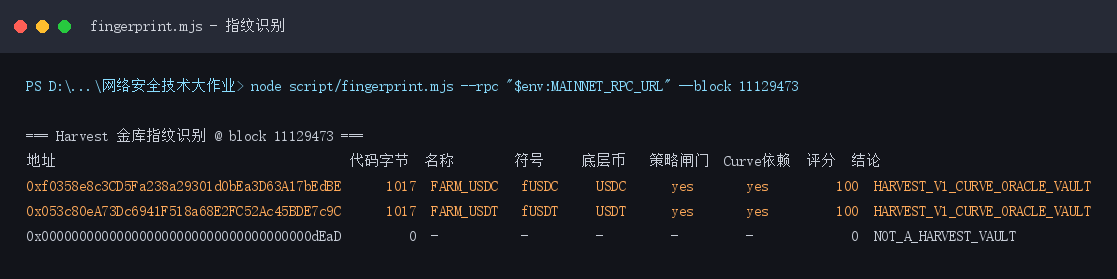 fingerprint.mjs - 指纹识别
PS D:\...\网络安全技术大作业> node script/fingerprint.mjs --rpc "$env:MAINNET_RPC_URL" --block 11129473
=== Harvest 金库指纹识别 @ block 11129473 ===
地址 代码字节 名称 符号 底层币 策略闸门 Curve依赖 评分 结论
0xf0358e8c3CD5Fa238a29301d0bEa3D63A17bEdBE 1017 FARM_USDC fUSDC USDC yes yes 100 HARVEST_V1_CURVE_ORACLE_VAULT
0x053c80eA73Dc6941F518a68E2FC52Ac45BDE7c9C 1017 FARM_USDT fUSDT USDT yes yes 100 HARVEST_V1_CURVE_ORACLE_VAULT
0x000000000000000000000000000000000000dEaD 0 - - - - - 0 NOT_A_HARVEST_VAULT